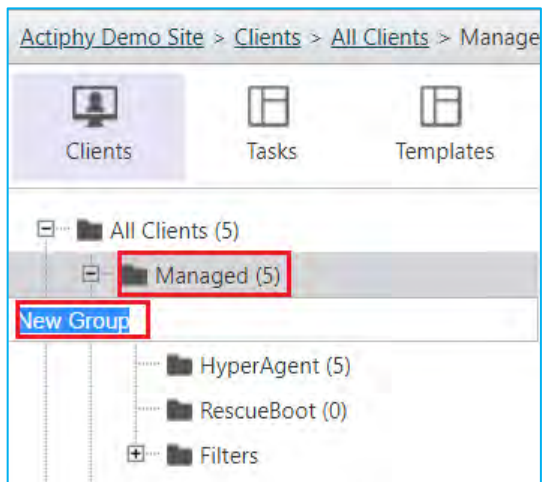 Actiphy Demo Site > Clients > All Clients > Manage
Clients Tasks Templates
All Clients (5)
Managed (5)
New Group
HyperAgent (5)
RescueBoot (0)
Filters